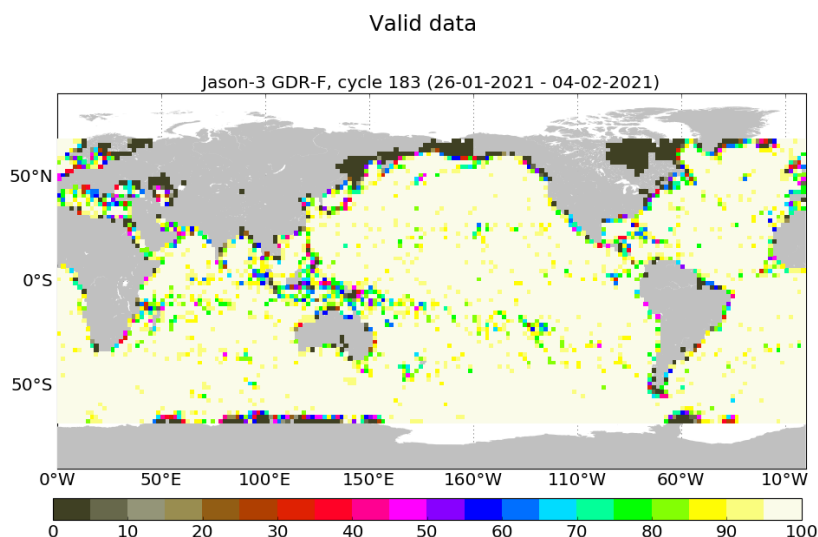 Valid data
Jason-3 GDR-F, cycle 183 (26-01-2021 - 04-02-2021)
50°N
0°S
50°S
0°W 50°E 100°E 150°E 160°W 110°W 60°W 10°W
0 10 20 30 40 50 60 70 80 90 100